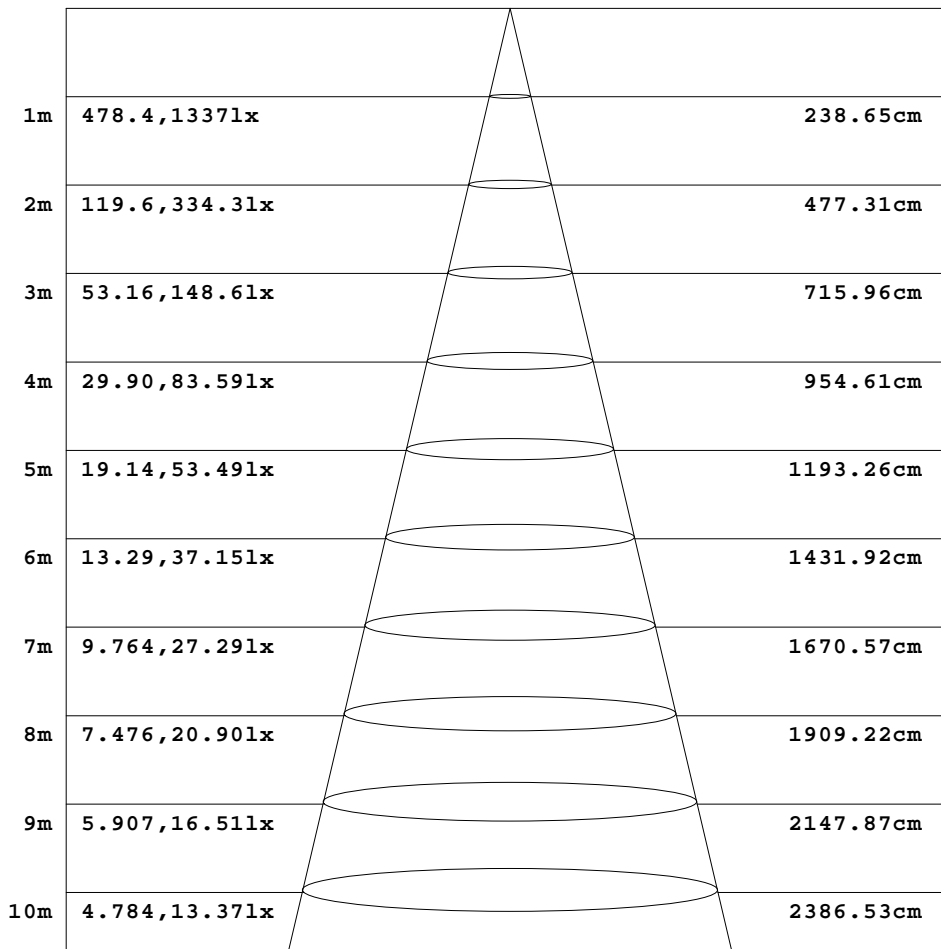 1m 478.4,1337lx 238.65cm
2m 119.6,334.3lx 477.31cm
3m 53.16,148.6lx 715.96cm
4m 29.90,83.59lx 954.61cm
5m 19.14,53.49lx 1193.26cm
6m 13.29,37.15lx 1431.92cm
7m 9.764,27.29lx 1670.57cm
8m 7.476,20.90lx 1909.22cm
9m 5.907,16.51lx 2147.87cm
10m 4.784,13.37lx 2386.53cm